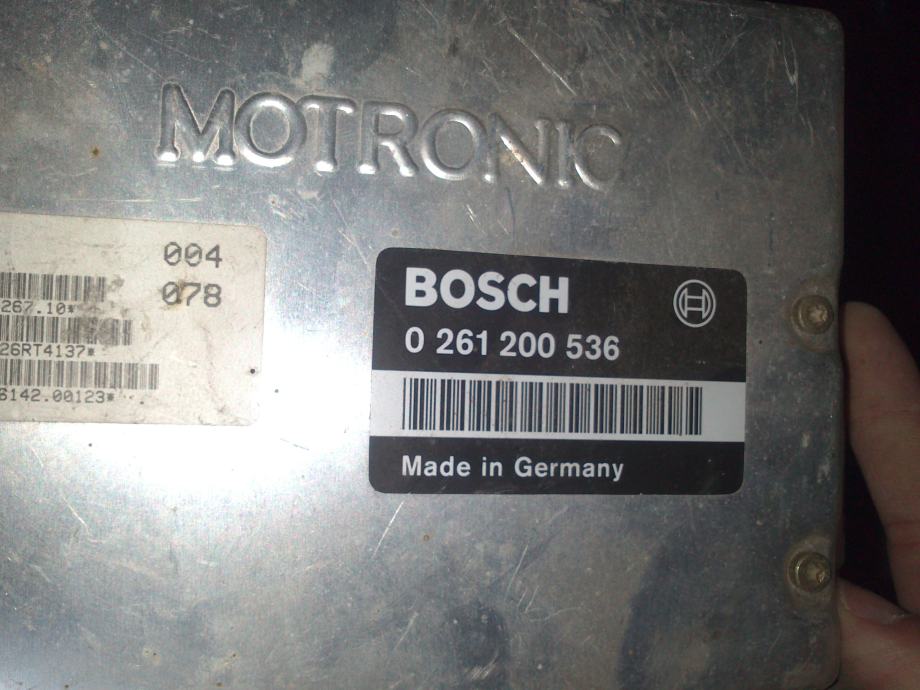 MOTRONIC
004
078
267.10*
26RT4137*
6142.00123*
BOSCH
0 261 200 536
Made in Germany